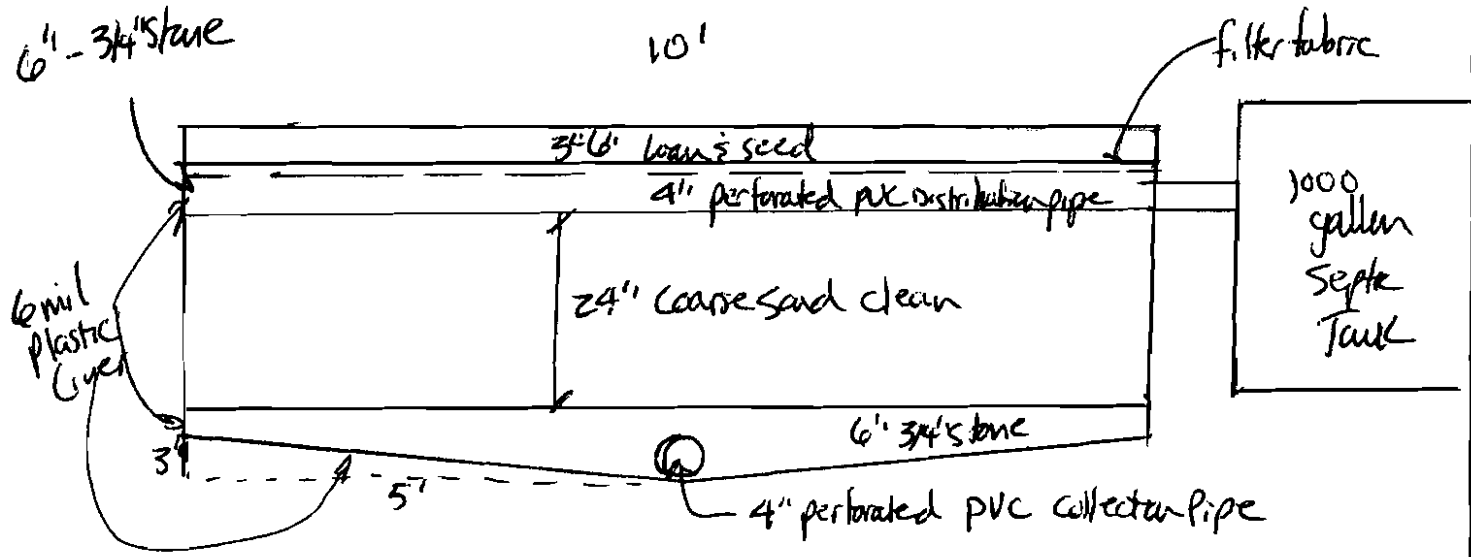 6" - 3/4" Stone
10'
filter fabric
3"-6" loam & seed
4" perforated PVC Distribution pipe
1000
gallon
Septic
Tank
24" Coarse Sand clean
6 mil
Plastic
Liner
6" 3/4" Stone
3"
5'
4" perforated PVC Collection Pipe